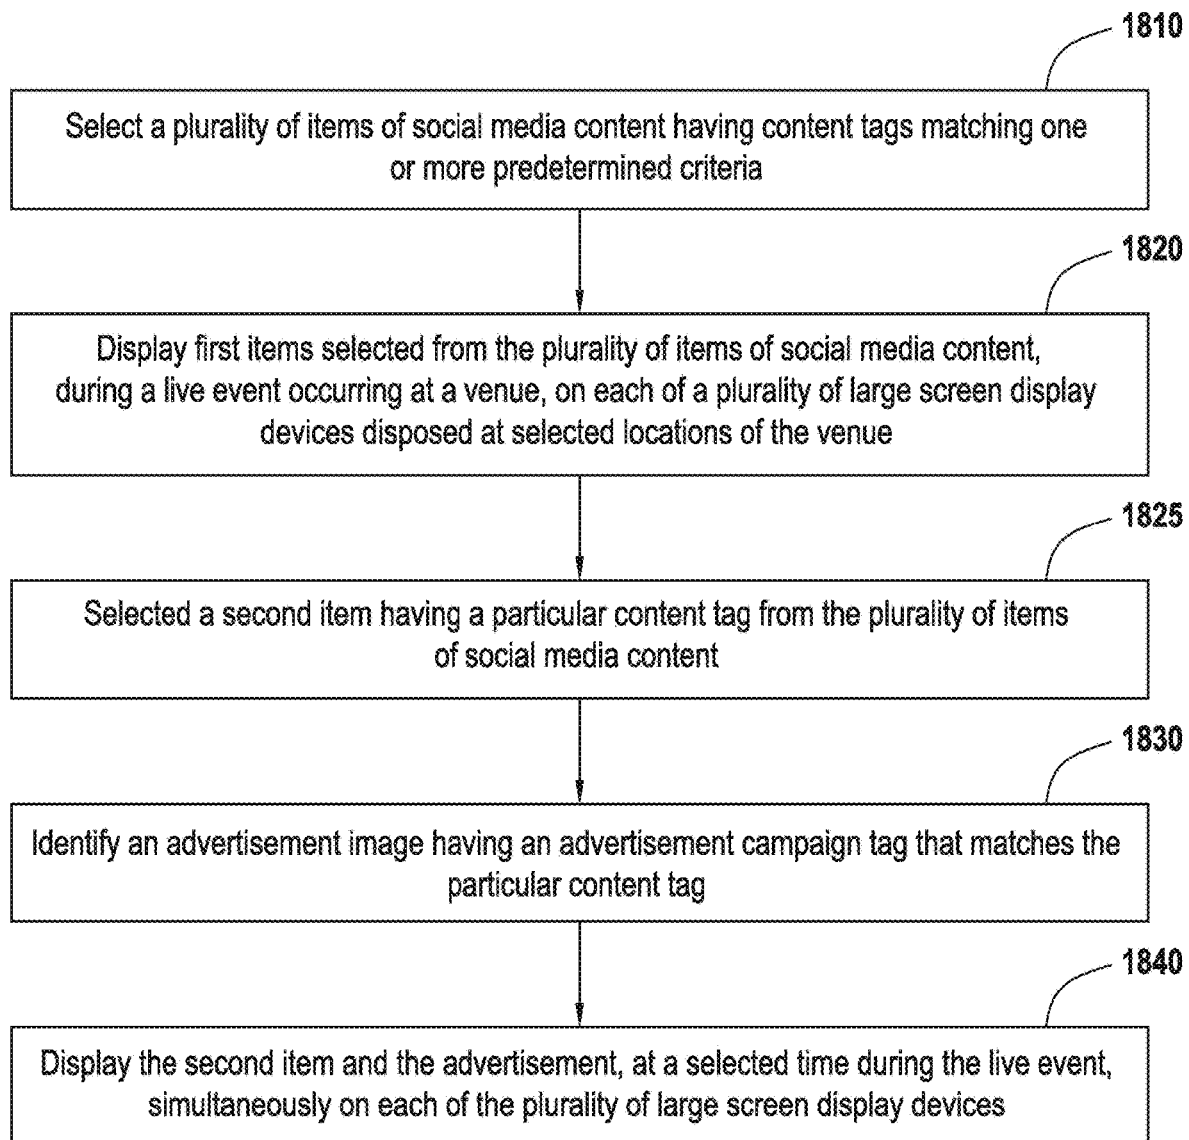 1810
Select a plurality of items of social media content having content tags matching one
or more predetermined criteria
1820
Display first items selected from the plurality of items of social media content,
during a live event occurring at a venue, on each of a plurality of large screen display
devices disposed at selected locations of the venue
1825
Selected a second item having a particular content tag from the plurality of items
of social media content
1830
Identify an advertisement image having an advertisement campaign tag that matches the
particular content tag
1840
Display the second item and the advertisement, at a selected time during the live event,
simultaneously on each of the plurality of large screen display devices